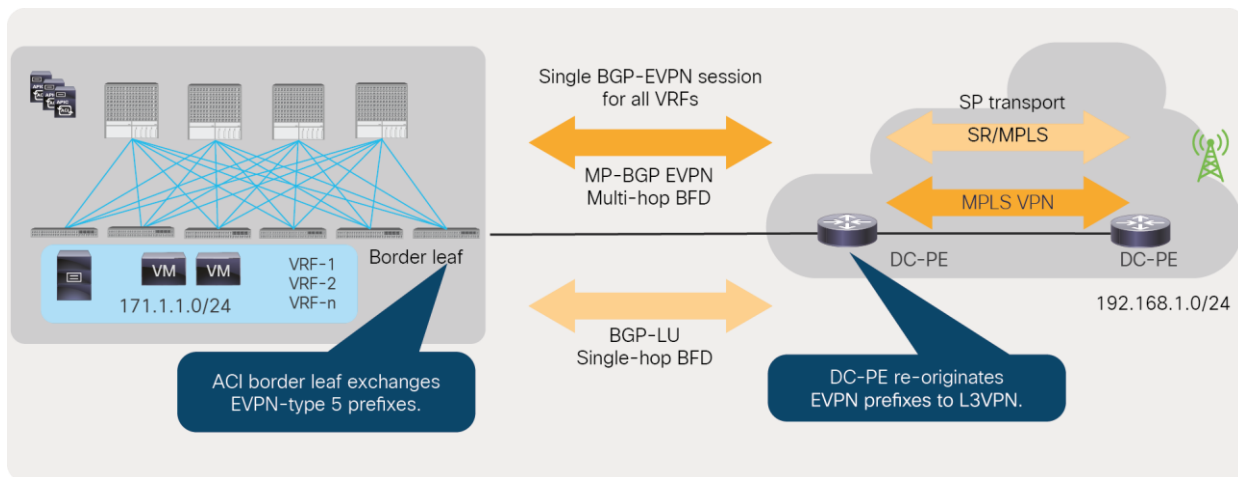 APIC
Single BGP-EVPN session
for all VRFs
MP-BGP EVPN
Multi-hop BFD
SP transport
SR/MPLS
MPLS VPN
Border leaf
VM
VM
171.1.1.0/24
VRF-1
VRF-2
VRF-n
DC-PE
DC-PE
192.168.1.0/24
BGP-LU
Single-hop BFD
ACI border leaf exchanges
EVPN-type 5 prefixes.
DC-PE re-originates
EVPN prefixes to L3VPN.